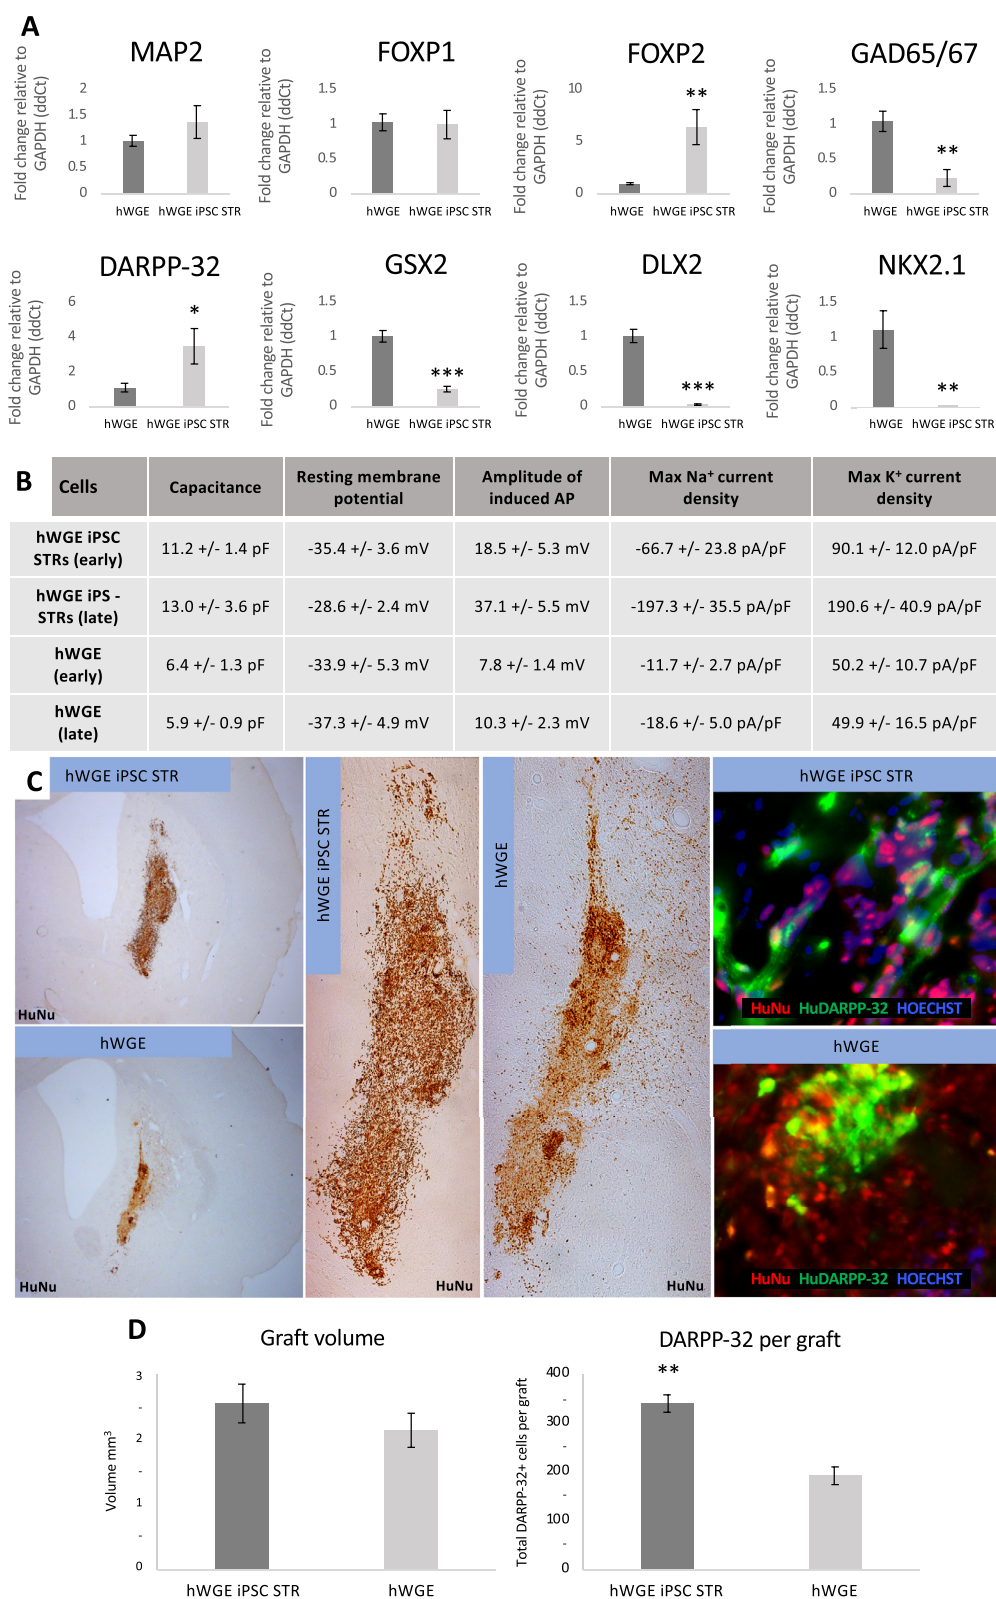 A
MAP2
Fold change relative to
GAPDH (ddCt)
2
1.5
1
0.5
0
hWGE hWGE iPSC STR
FOXP1
Fold change relative to
GAPDH (ddCt)
1.5
1
0.5
0
hWGE hWGE iPSC STR
FOXP2
Fold change relative to
GAPDH (ddCt)
10
5
0
**
hWGE hWGE iPSC STR
GAD65/67
Fold change relative to
GAPDH (ddCt)
1.5
1
0.5
0
**
hWGE hWGE iPSC STR
DARPP-32
Fold change relative to
GAPDH (ddCt)
6
4
2
0
*
hWGE hWGE iPSC STR
GSX2
Fold change relative to
GAPDH (ddCt)
1.5
1
0.5
0
***
hWGE hWGE iPSC STR
DLX2
Fold change relative to
GAPDH (ddCt)
1.5
1
0.5
0
***
hWGE hWGE iPSC STR
NKX2.1
Fold change relative to
GAPDH (ddCt)
1.5
1
0.5
0
**
hWGE hWGE iPSC STR
B
Cells Capacitance Resting membrane potential Amplitude of induced AP Max Na⁺ current density Max K⁺ current density
hWGE iPSC STRs (early) 11.2 +/- 1.4 pF -35.4 +/- 3.6 mV 18.5 +/- 5.3 mV -66.7 +/- 23.8 pA/pF 90.1 +/- 12.0 pA/pF
hWGE iPS - STRs (late) 13.0 +/- 3.6 pF -28.6 +/- 2.4 mV 37.1 +/- 5.5 mV -197.3 +/- 35.5 pA/pF 190.6 +/- 40.9 pA/pF
hWGE (early) 6.4 +/- 1.3 pF -33.9 +/- 5.3 mV 7.8 +/- 1.4 mV -11.7 +/- 2.7 pA/pF 50.2 +/- 10.7 pA/pF
hWGE (late) 5.9 +/- 0.9 pF -37.3 +/- 4.9 mV 10.3 +/- 2.3 mV -18.6 +/- 5.0 pA/pF 49.9 +/- 16.5 pA/pF
C
hWGE iPSC STR
HuNu
hWGE
HuNu
hWGE iPSC STR
HuNu
hWGE
HuNu
hWGE iPSC STR
HuNu HuDARPP-32 HOECHST
hWGE
HuNu HuDARPP-32 HOECHST
D
Graft volume
Volume mm³
3
-
2
-
1
-
0
hWGE iPSC STR hWGE
DARPP-32 per graft
Total DARPP-32+ cells per graft
400
-
300
-
200
-
100
-
0
**
hWGE iPSC STR hWGE